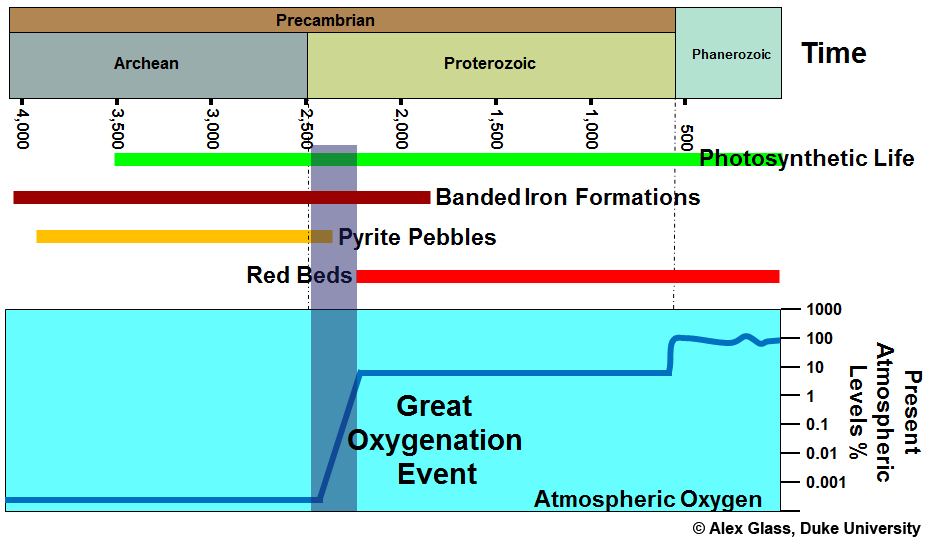 Precambrian
Archean
Proterozoic
Phanerozoic
Time
4,000
3,500
3,000
2,500
2,000
1,500
1,000
500
Photosynthetic Life
Banded Iron Formations
Pyrite Pebbles
Red Beds
1000
100
10
1
0.1
0.01
0.001
Present
Atmospheric
Levels %
Great
Oxygenation
Event
Atmospheric Oxygen
© Alex Glass, Duke University